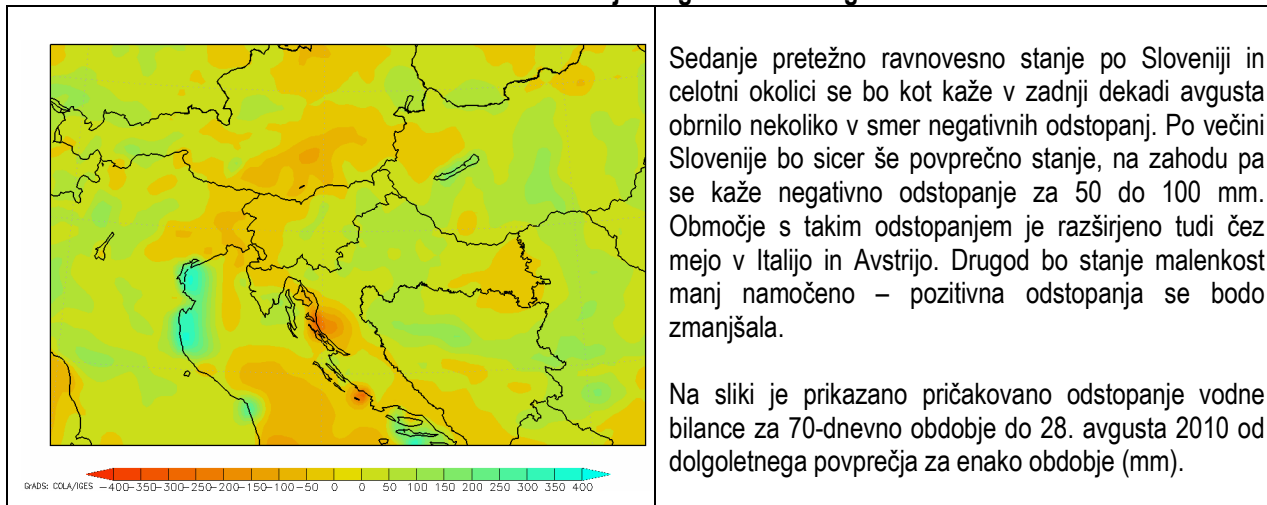 Sedanje pretežno ravnovesno stanje po Sloveniji in
celotni okolici se bo kot kaže v zadnji dekadi avgusta
obrnilo nekoliko v smer negativnih odstopanj. Po večini
Slovenije bo sicer še povprečno stanje, na zahodu pa
se kaže negativno odstopanje za 50 do 100 mm.
Območje s takim odstopanjem je razširjeno tudi čez
mejo v Italijo in Avstrijo. Drugod bo stanje malenkost
manj namočeno – pozitivna odstopanja se bodo
zmanjšala.
Na sliki je prikazano pričakovano odstopanje vodne
bilance za 70-dnevno obdobje do 28. avgusta 2010 od
dolgoletnega povprečja za enako obdobje (mm).
GrADS: COLA/IGES −400−350−300−250−200−150−100−50 0 0 50 100 150 200 250 300 350 400